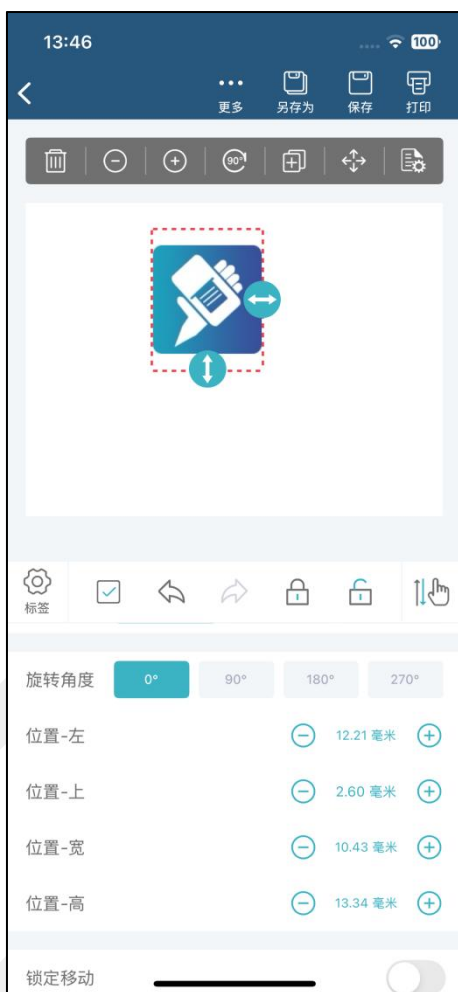 13:46
100
更多 另存为 保存 打印
90°
标签
旋转角度 0° 90° 180° 270°
位置-左 12.21 毫米
位置-上 2.60 毫米
位置-宽 10.43 毫米
位置-高 13.34 毫米
锁定移动